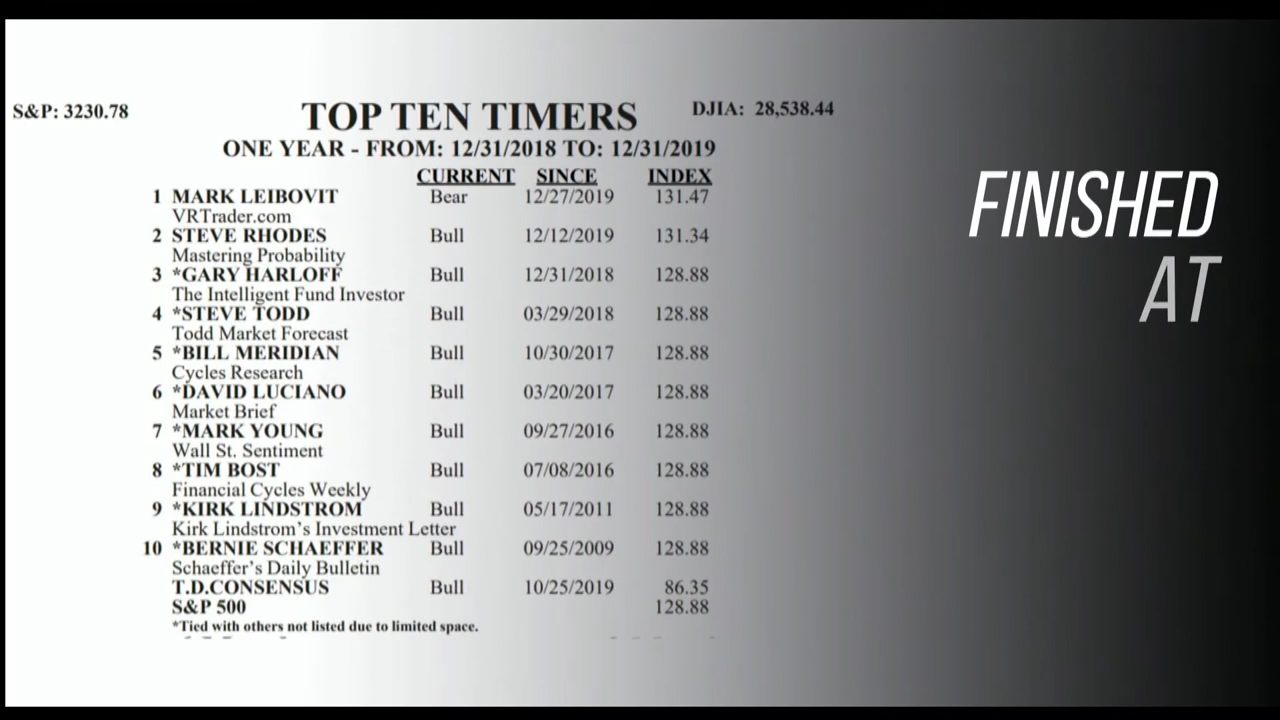 S&P: 3230.78
TOP TEN TIMERS
DJIA: 28,538.44
ONE YEAR - FROM: 12/31/2018 TO: 12/31/2019
CURRENT SINCE INDEX
1 MARK LEIBOVIT Bear 12/27/2019 131.47
VRTrader.com
2 STEVE RHODES Bull 12/12/2019 131.34
Mastering Probability
3 *GARY HARLOFF Bull 12/31/2018 128.88
The Intelligent Fund Investor
4 *STEVE TODD Bull 03/29/2018 128.88
Todd Market Forecast
5 *BILL MERIDIAN Bull 10/30/2017 128.88
Cycles Research
6 *DAVID LUCIANO Bull 03/20/2017 128.88
Market Brief
7 *MARK YOUNG Bull 09/27/2016 128.88
Wall St. Sentiment
8 *TIM BOST Bull 07/08/2016 128.88
Financial Cycles Weekly
9 *KIRK LINDSTROM Bull 05/17/2011 128.88
Kirk Lindstrom's Investment Letter
10 *BERNIE SCHAEFFER Bull 09/25/2009 128.88
Schaeffer's Daily Bulletin
T.D.CONSENSUS Bull 10/25/2019 86.35
S&P 500 128.88
*Tied with others not listed due to limited space.
FINISHED
AT